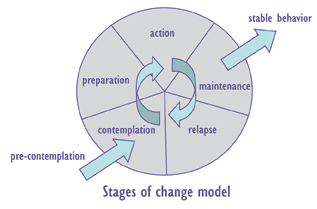 stable behavior
action
preparation
maintenance
contemplation
relapse
pre-contemplation
Stages of change model